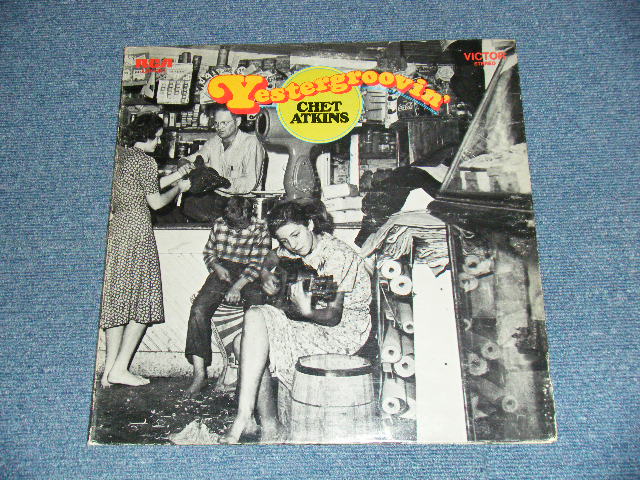 RCA
VICTOR
STEREO
Yestergroovin'
CHET
ATKINS